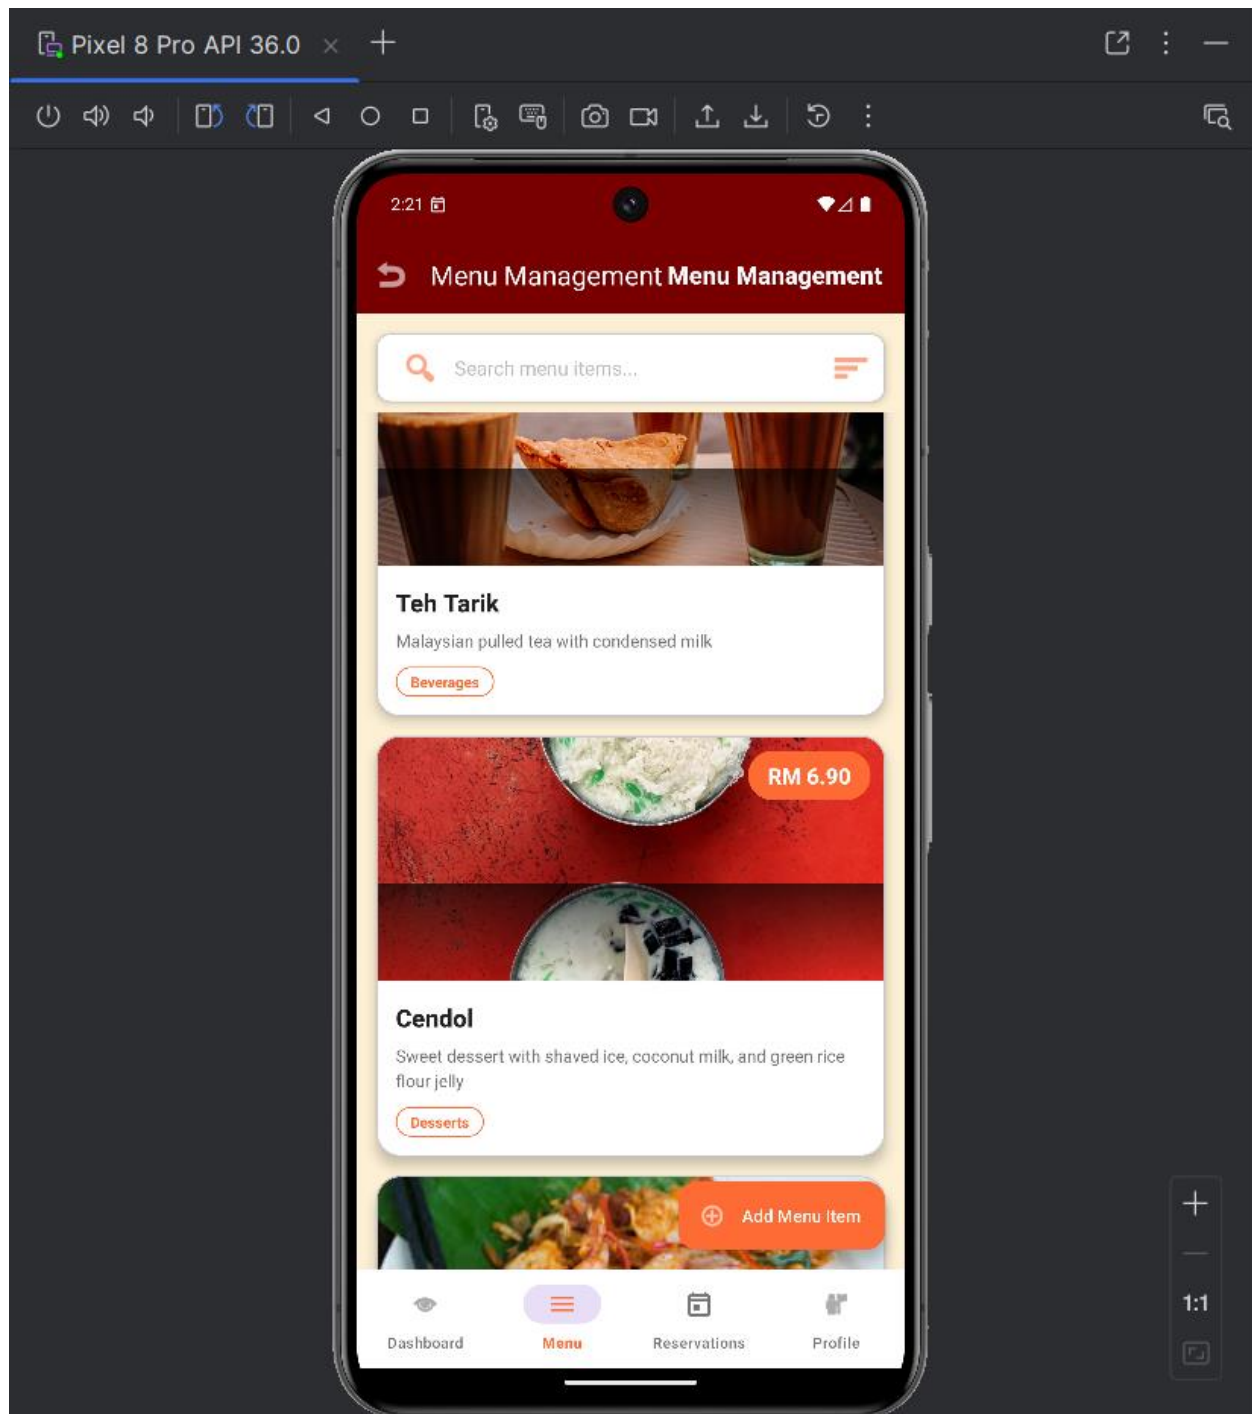 Pixel 8 Pro API 36.0
2:21
Menu Management Menu Management
Search menu items...
Teh Tarik
Malaysian pulled tea with condensed milk
Beverages
RM 6.90
Cendol
Sweet dessert with shaved ice, coconut milk, and green rice
flour jelly
Desserts
Add Menu Item
1:1
Dashboard
Menu
Reservations
Profile